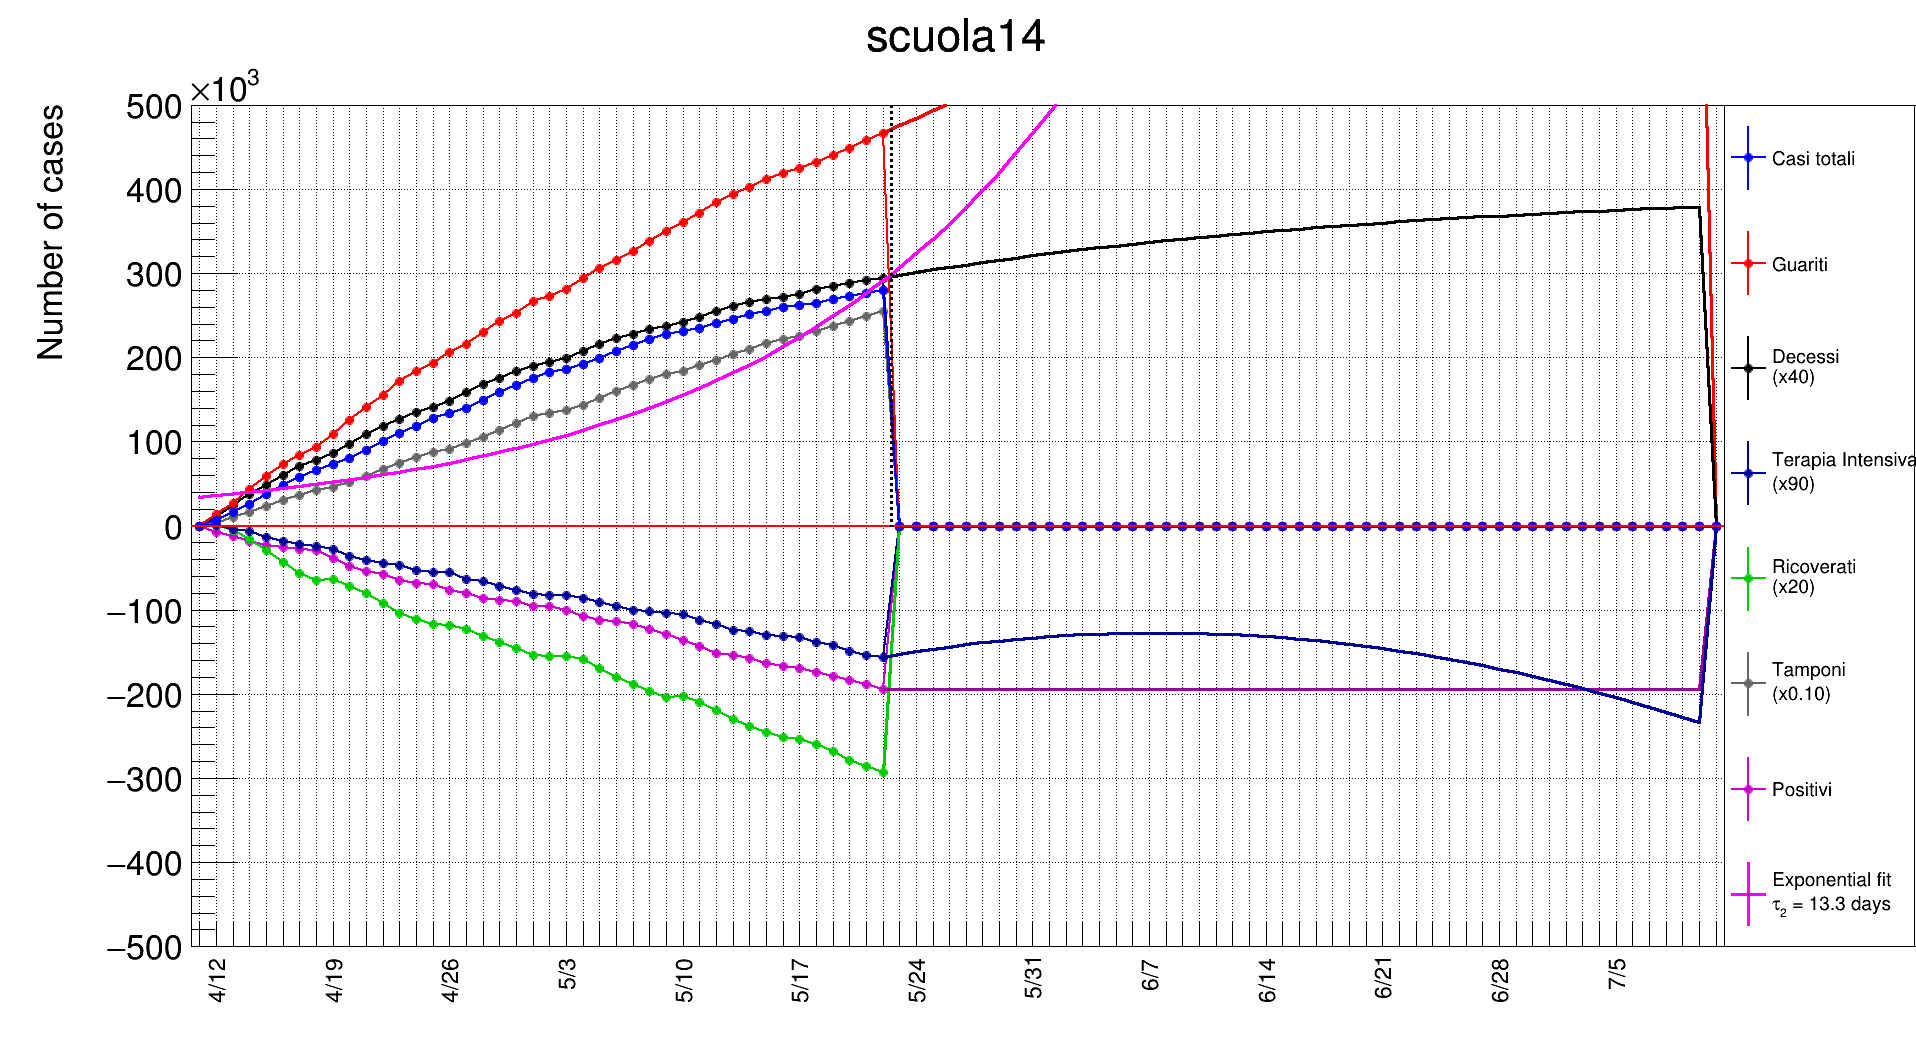 scuola14
×10³
Number of cases
500
400
300
200
100
0
−100
−200
−300
−400
−500
4/12
4/19
4/26
5/3
5/10
5/17
5/24
5/31
6/7
6/14
6/21
6/28
7/5
Casi totali
Guariti
Decessi
(x40)
Terapia Intensiva
(x90)
Ricoverati
(x20)
Tamponi
(x0.10)
Positivi
Exponential fit
τ₂ = 13.3 days